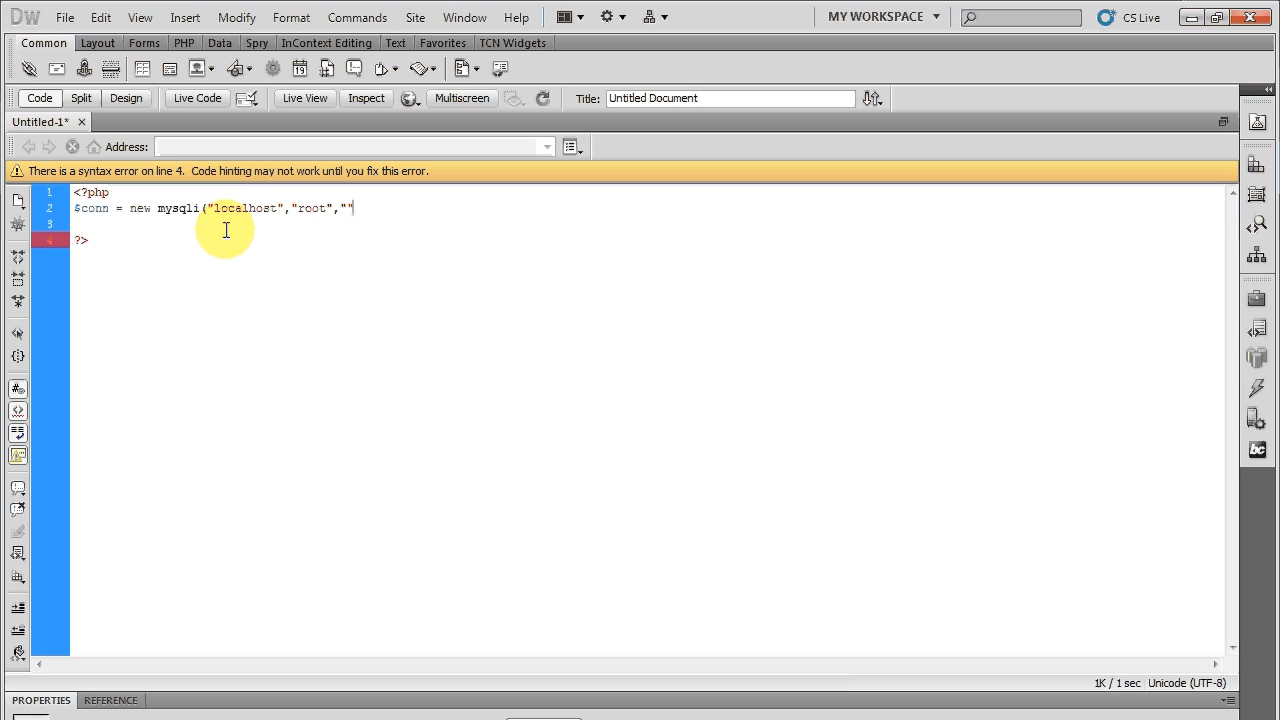 Dw File Edit View Insert Modify Format Commands Site Window Help MY WORKSPACE CS Live
Common Layout Forms PHP Data Spry InContext Editing Text Favorites TCN Widgets
Code Split Design Live Code Live View Inspect Multiscreen Title: Untitled Document
Untitled-1*
Address:
There is a syntax error on line 4. Code hinting may not work until you fix this error.
1 <?php
2 $conn = new mysqli("localhost","root",""
3
4 ?>
bc
1K / 1 sec Unicode (UTF-8)
PROPERTIES REFERENCE